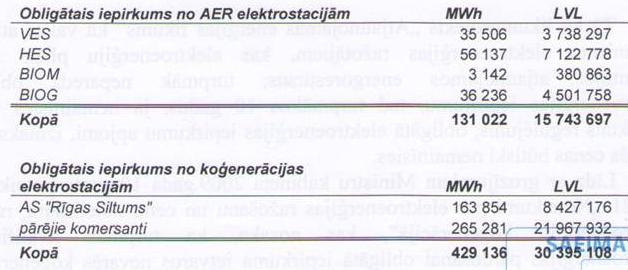 Obligātais iepirkums no AER elektrostacijām MWh LVL
VES 35 506 3 738 297
HES 56 137 7 122 778
BIOM 3 142 380 863
BIOG 36 236 4 501 758
Kopā 131 022 15 743 697
Obligātais iepirkums no koģenerācijas
elektrostacijām MWh LVL
AS "Rīgas Siltums" 163 854 8 427 176
pārējie komersanti 265 281 21 967 932
Kopā 429 136 30 395 108
SAEIMA